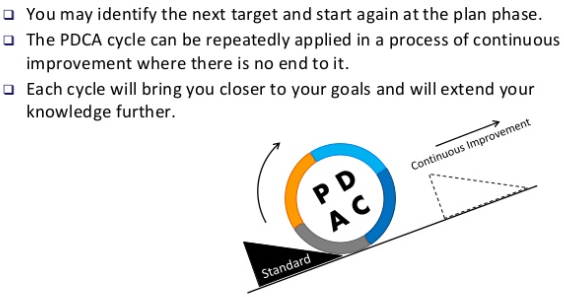 You may identify the next target and start again at the plan phase.
The PDCA cycle can be repeatedly applied in a process of continuous
improvement where there is no end to it.
Each cycle will bring you closer to your goals and will extend your
knowledge further.
Continuous Improvement
P D
A C
Standard